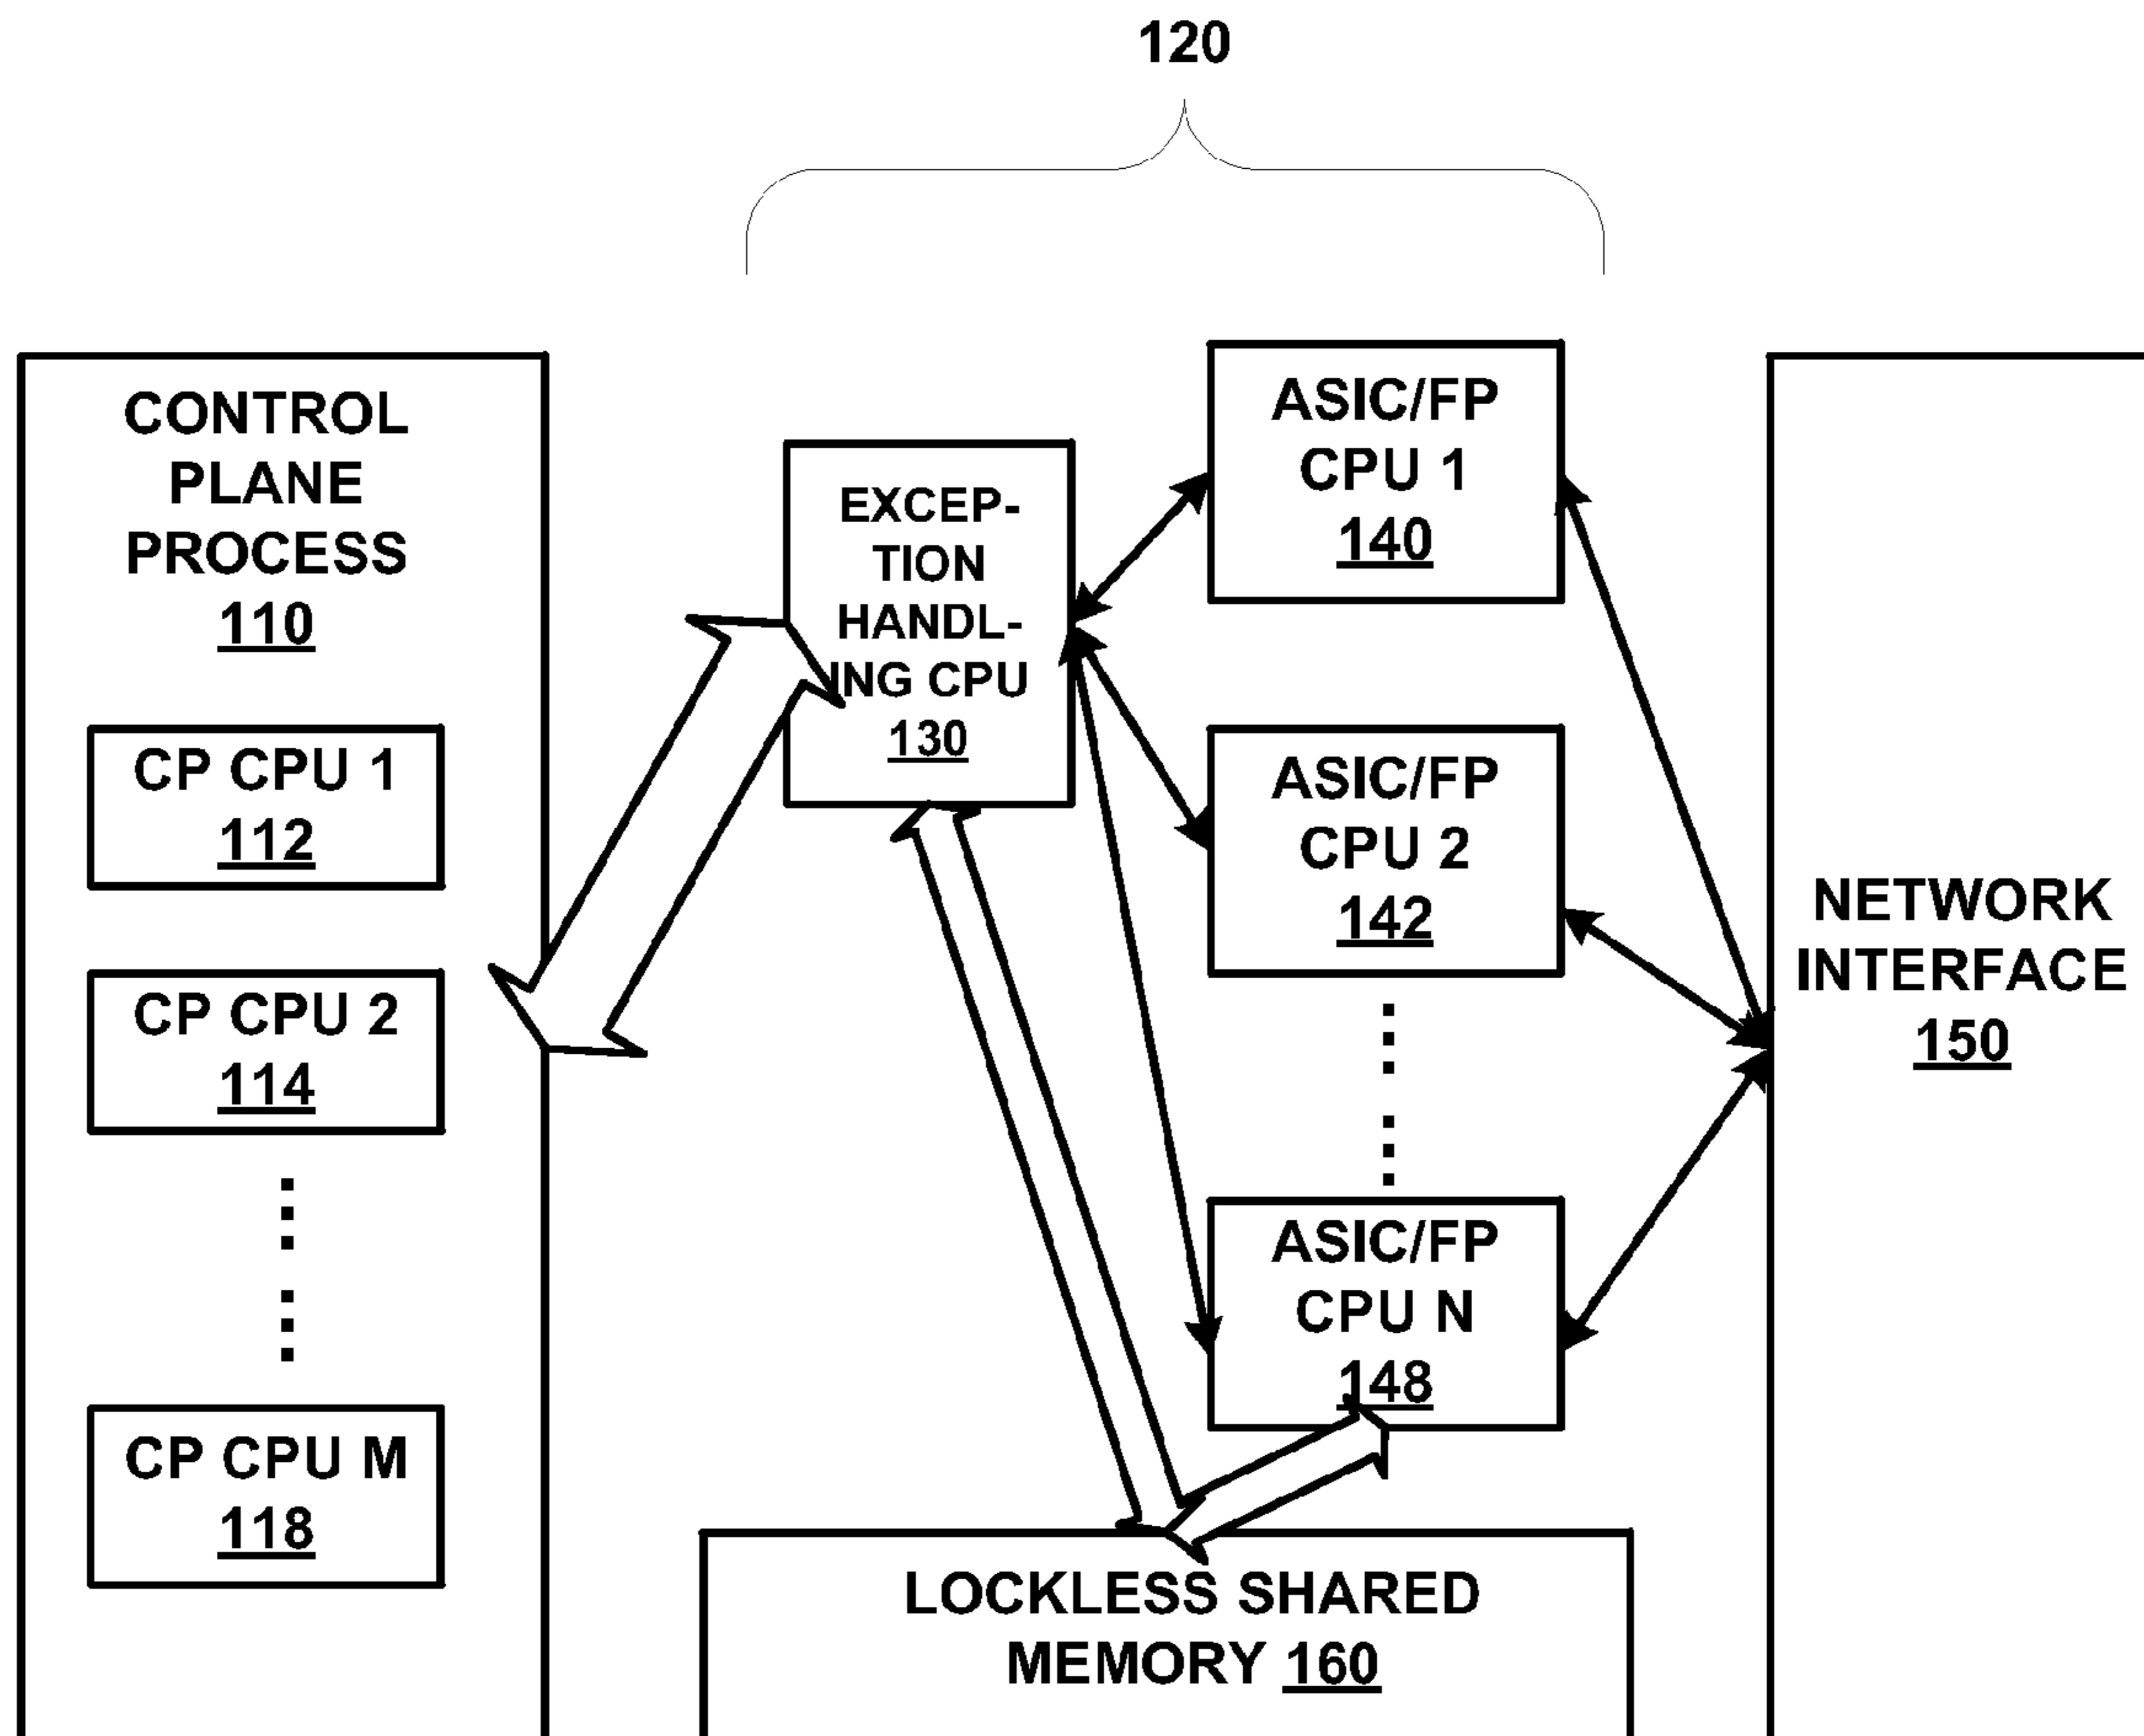 120
CONTROL
PLANE
PROCESS
110
CP CPU 1
112
CP CPU 2
114
CP CPU M
118
EXCEP-
TION
HANDL-
ING CPU
130
ASIC/FP
CPU 1
140
ASIC/FP
CPU 2
142
ASIC/FP
CPU N
148
NETWORK
INTERFACE
150
LOCKLESS SHARED
MEMORY 160